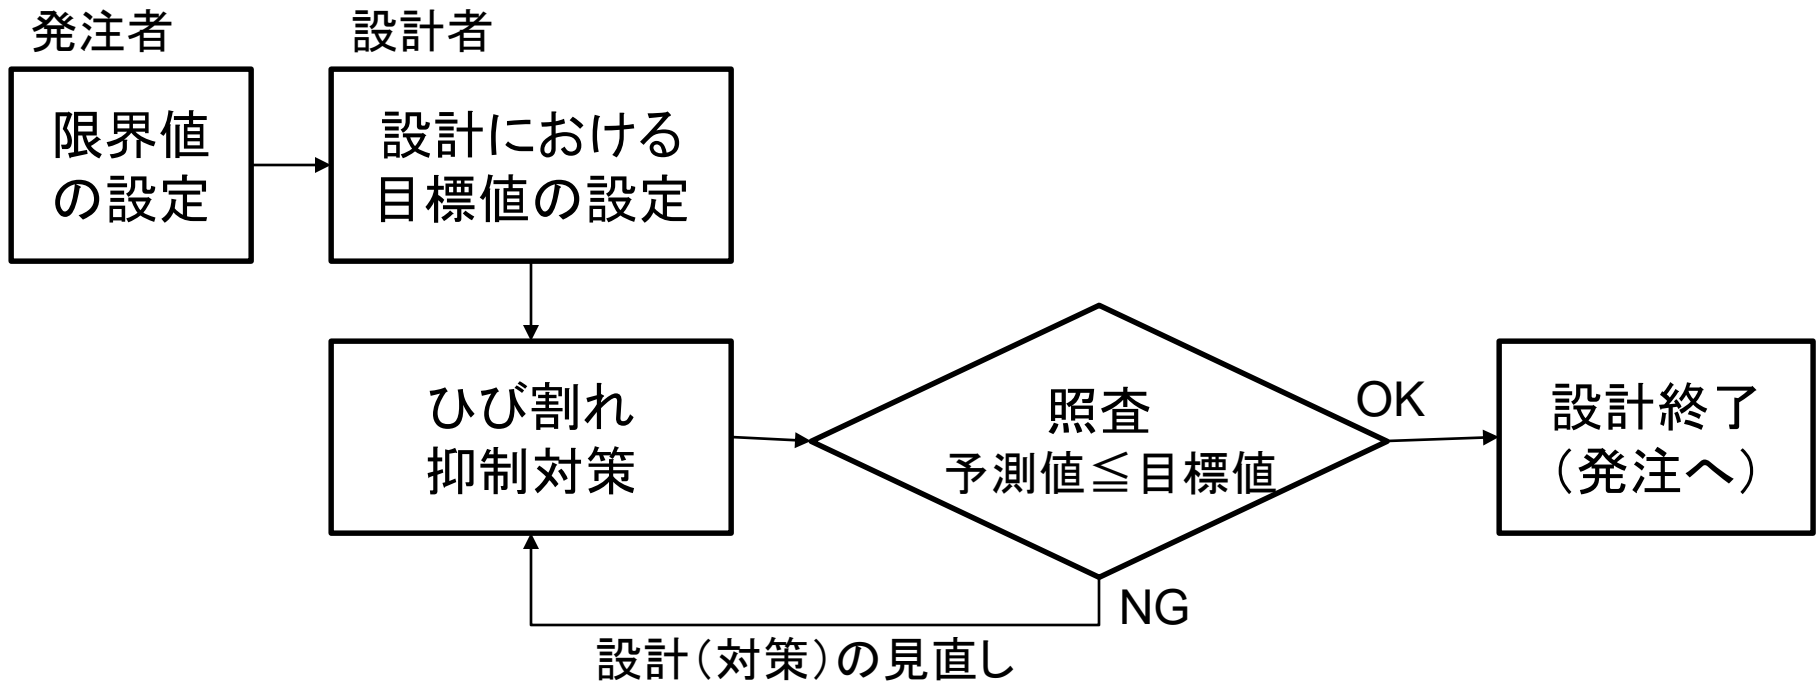 発注者
限界値
の設定
設計者
設計における
目標値の設定
ひび割れ
抑制対策
照査
予測値≦目標値
OK
設計終了
(発注へ)
NG
設計(対策)の見直し